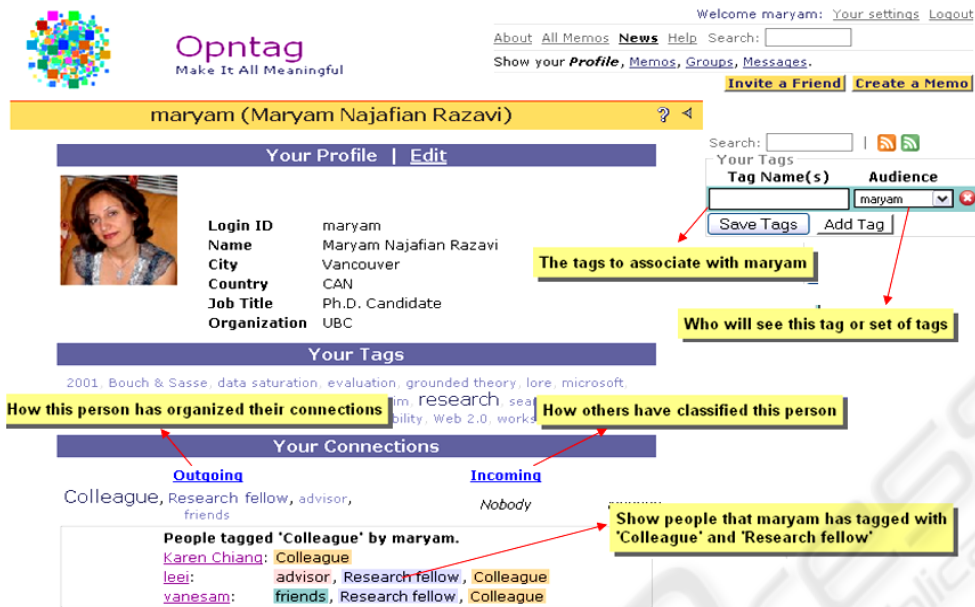 Welcome maryam: Your settings Logout
Opntag
Make It All Meaningful
About All Memos News Help Search:
Show your Profile, Memos, Groups, Messages.
Invite a Friend Create a Memo
maryam (Maryam Najafian Razavi) ?
Your Profile | Edit
Login ID maryam
Name Maryam Najafian Razavi
City Vancouver
Country CAN
Job Title Ph.D. Candidate
Organization UBC
Search: |
Your Tags
Tag Name(s) Audience
maryam
Save Tags Add Tag
The tags to associate with maryam
Who will see this tag or set of tags
Your Tags
2001, Bouch & Sasse, data saturation, evaluation, grounded theory, lore, microsoft,
research,
Web 2.0,
How this person has organized their connections
How others have classified this person
Your Connections
Outgoing Incoming
Colleague, Research fellow, advisor,
friends
Nobody
Show people that maryam has tagged with
'Colleague' and 'Research fellow'
People tagged 'Colleague' by maryam.
Karen Chiang: Colleague
leei: advisor, Research fellow, Colleague
vanesam: friends, Research fellow, Colleague